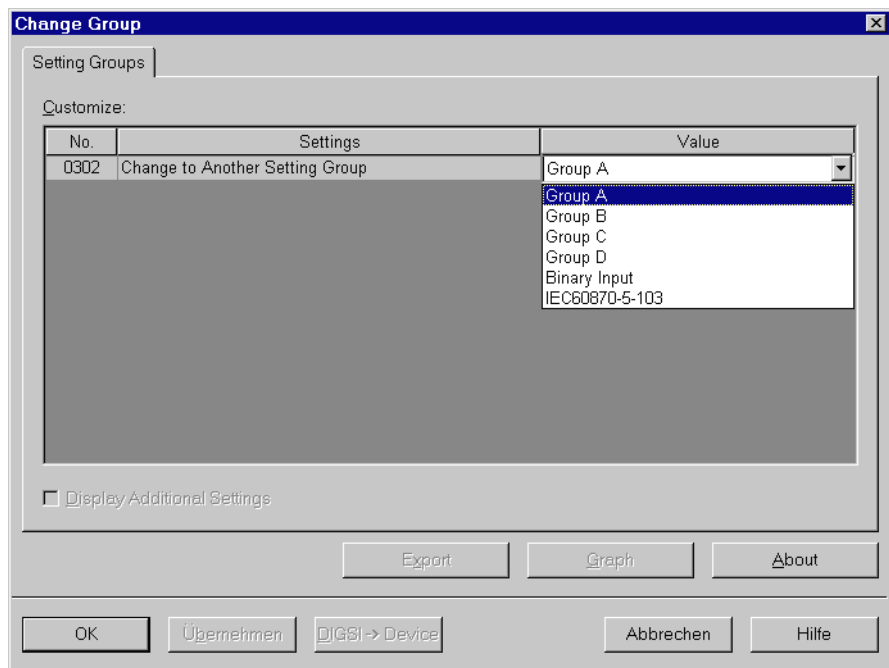 Change Group
Setting Groups
Customize:
No. Settings Value
0302 Change to Another Setting Group Group A
Group A
Group B
Group C
Group D
Binary Input
IEC60870-5-103
Display Additional Settings
Export Graph About
OK Übernehmen DIGSI -> Device Abbrechen Hilfe